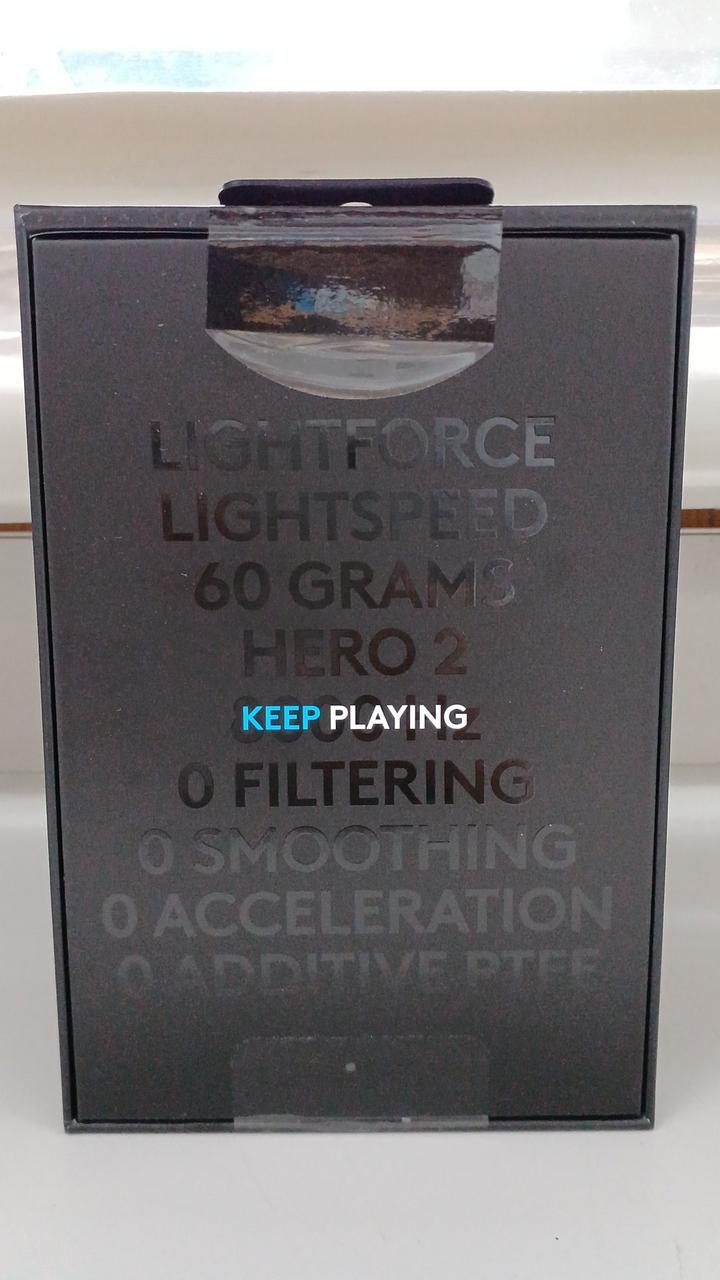 LIGHTFORCE
LIGHTSPEED
60 GRAMS
HERO 2
KEEP PLAYING
0 FILTERING
0 SMOOTHING
0 ACCELERATION
0 ADDITIVE PTFE